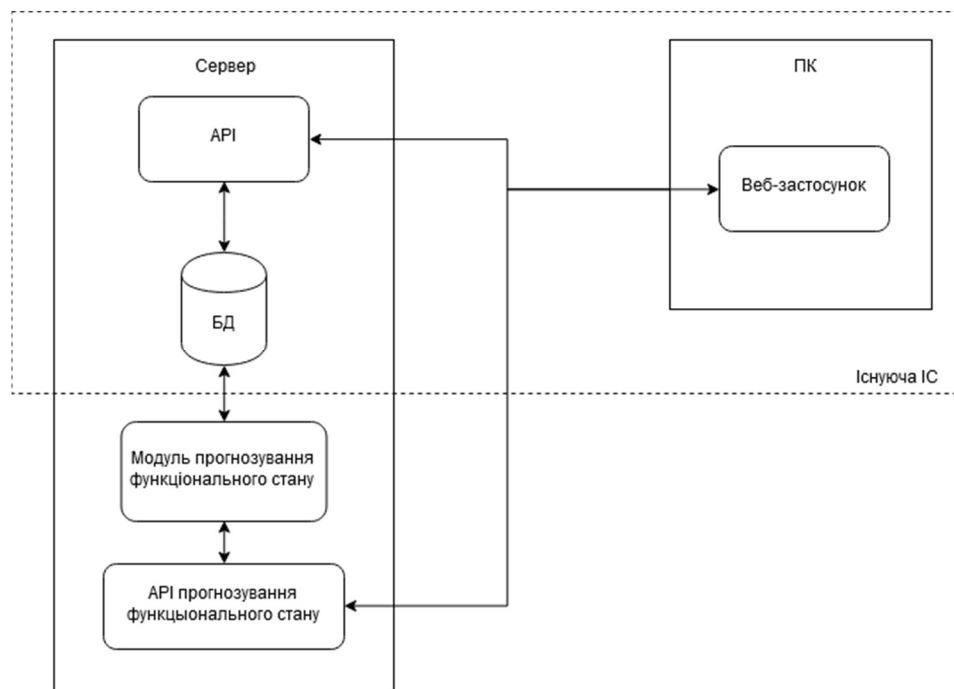 Сервер
ПК
API
Веб-застосунок
БД
Існуюча ІС
Модуль прогнозування
функціонального стану
API прогнозування
функцыонального стану